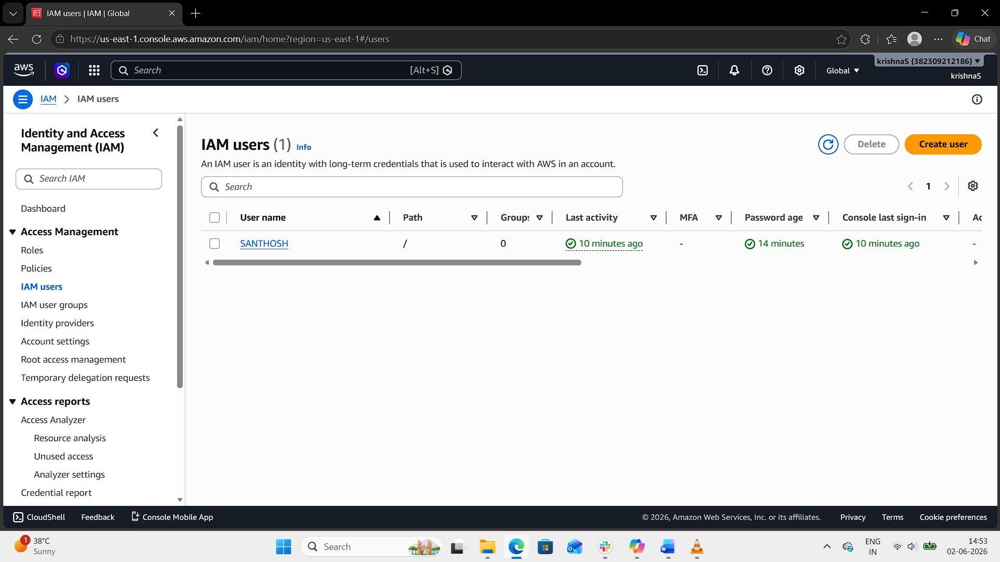 IAM users | IAM | Global
https://us-east-1.console.aws.amazon.com/iam/home?region=us-east-1#/users
Chat
aws
Search
[Alt+S]
Global
krishnaS (382309212186)
krishnaS
IAM
IAM users
Identity and Access
Management (IAM)
Search IAM
Dashboard
Access Management
Roles
Policies
IAM users
IAM user groups
Identity providers
Account settings
Root access management
Temporary delegation requests
Access reports
Access Analyzer
Resource analysis
Unused access
Analyzer settings
Credential report
IAM users (1) Info
Delete
Create user
An IAM user is an identity with long-term credentials that is used to interact with AWS in an account.
Search
1
User name Path Groups Last activity MFA Password age Console last sign-in Ac
SANTHOSH / 0 10 minutes ago - 14 minutes 10 minutes ago -
CloudShell Feedback Console Mobile App
© 2026, Amazon Web Services, Inc. or its affiliates. Privacy Terms Cookie preferences
1
38°C
Sunny
Search
ENG
IN
14:53
02-06-2026